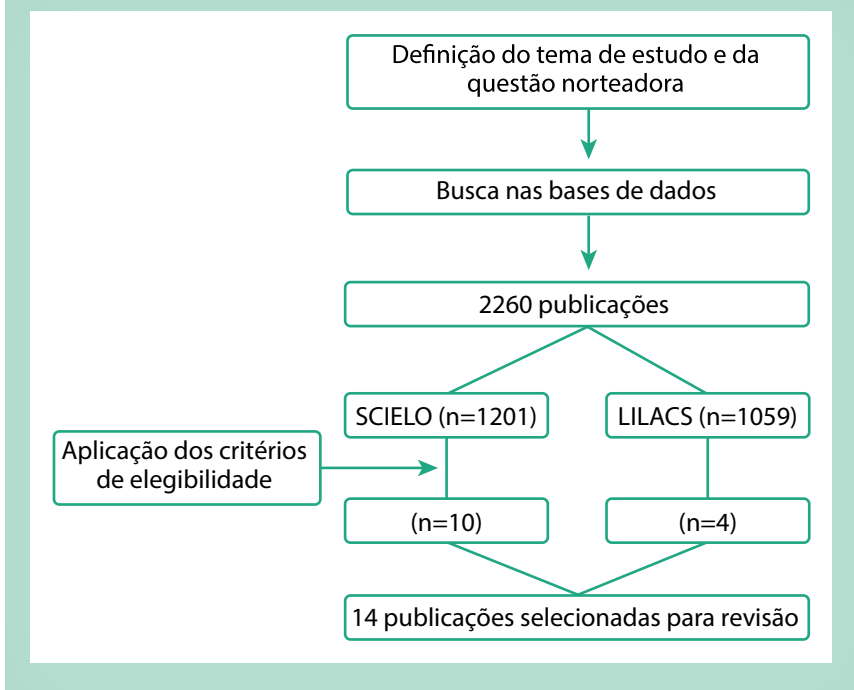 Definição do tema de estudo e da
questão norteadora
Busca nas bases de dados
2260 publicações
SCIELO (n=1201)
LILACS (n=1059)
Aplicação dos critérios
de elegibilidade
(n=10)
(n=4)
14 publicações selecionadas para revisão